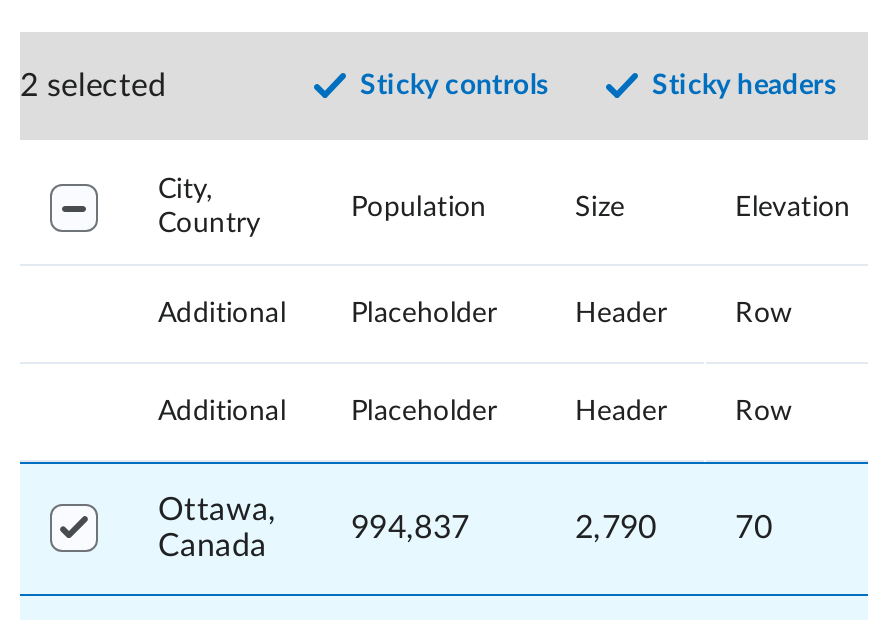 2 selected Sticky controls Sticky headers
City, Country Population Size Elevation
Additional Placeholder Header Row
Additional Placeholder Header Row
Ottawa, Canada 994,837 2,790 70